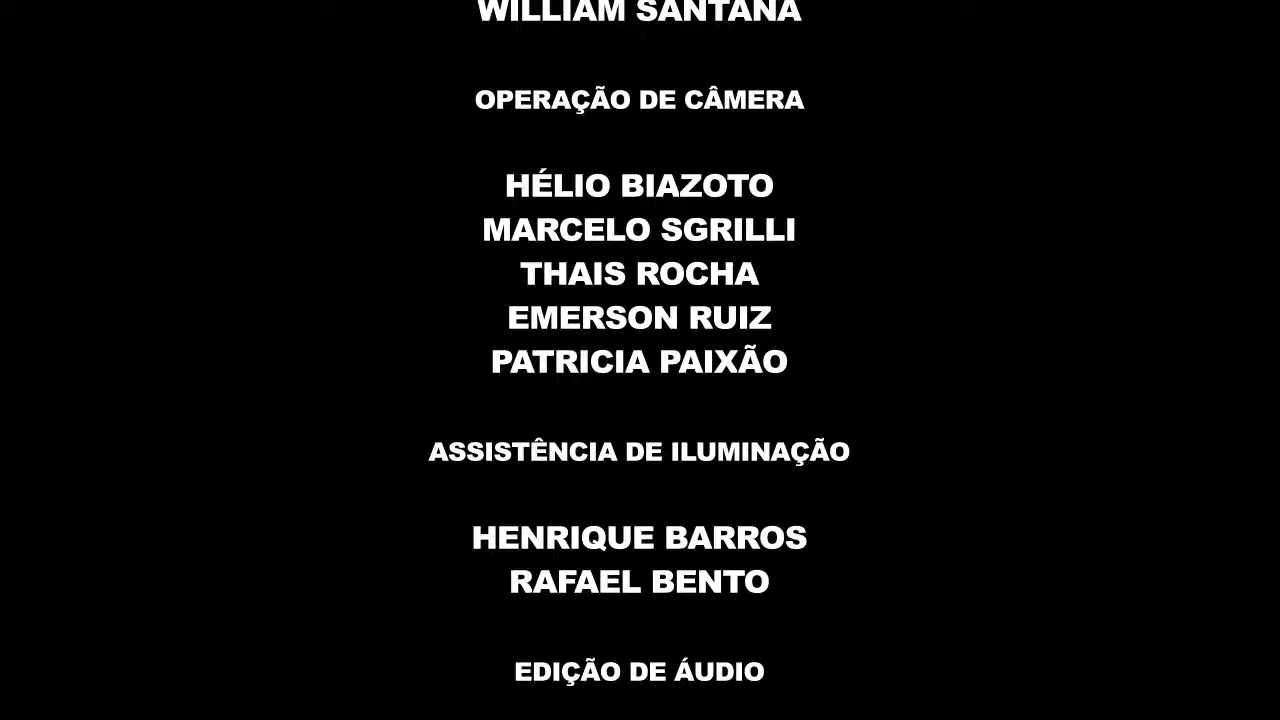 WILLIAM SANTANA
OPERAÇÃO DE CÂMERA
HÉLIO BIAZOTO
MARCELO SGRILLI
THAIS ROCHA
EMERSON RUIZ
PATRICIA PAIXÃO
ASSISTÊNCIA DE ILUMINAÇÃO
HENRIQUE BARROS
RAFAEL BENTO
EDIÇÃO DE ÁUDIO